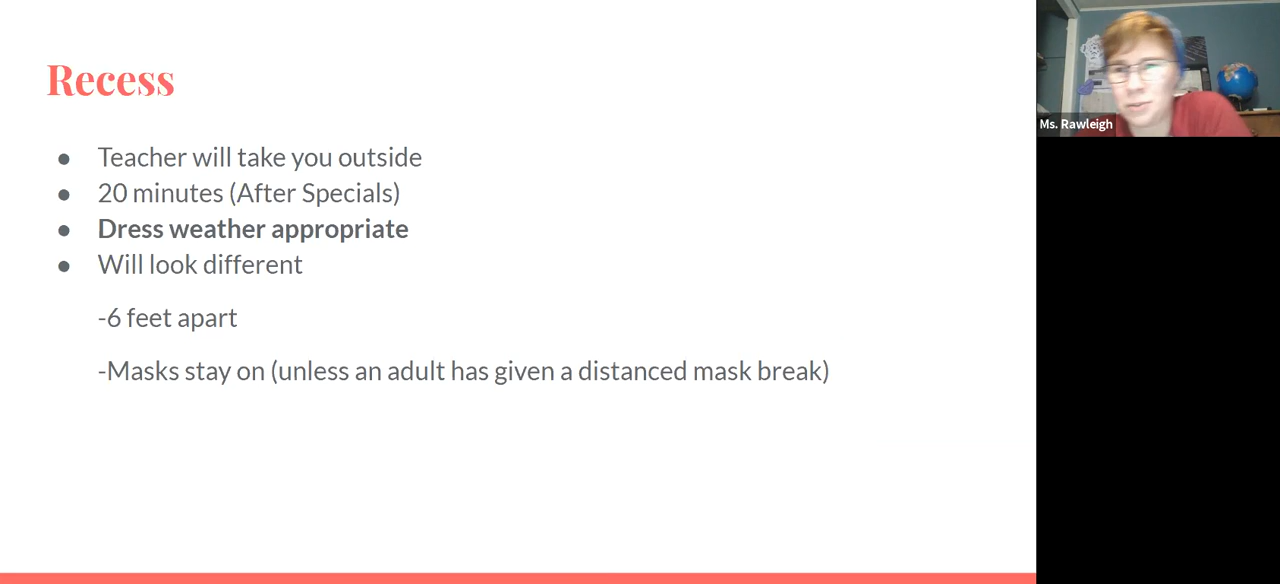 Recess
● Teacher will take you outside
● 20 minutes (After Specials)
● Dress weather appropriate
● Will look different
-6 feet apart
-Masks stay on (unless an adult has given a distanced mask break)
Ms. Rawleigh